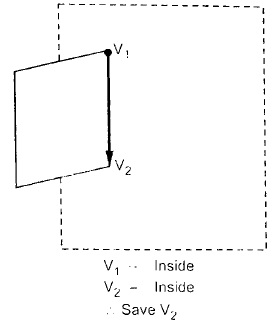 V₁
V₂
V₁ - Inside
V₂ - Inside
∴ Save V₂